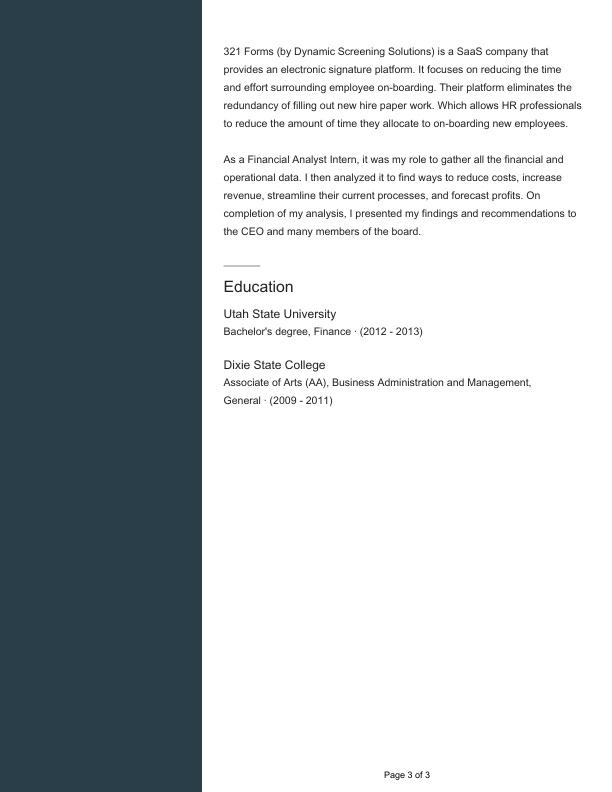 321 Forms (by Dynamic Screening Solutions) is a SaaS company that
provides an electronic signature platform. It focuses on reducing the time
and effort surrounding employee on-boarding. Their platform eliminates the
redundancy of filling out new hire paper work. Which allows HR professionals
to reduce the amount of time they allocate to on-boarding new employees.
As a Financial Analyst Intern, it was my role to gather all the financial and
operational data. I then analyzed it to find ways to reduce costs, increase
revenue, streamline their current processes, and forecast profits. On
completion of my analysis, I presented my findings and recommendations to
the CEO and many members of the board.
Education
Utah State University
Bachelor's degree, Finance · (2012 - 2013)
Dixie State College
Associate of Arts (AA), Business Administration and Management,
General · (2009 - 2011)
Page 3 of 3